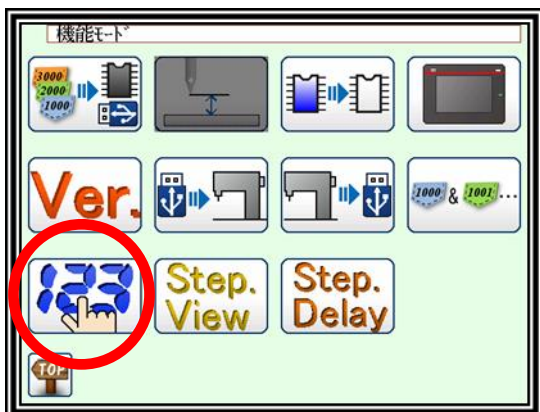 機能モード
3000
2000
1000
Ver.
1000 & 1001...
123
Step.
View
Step.
Delay
TOP